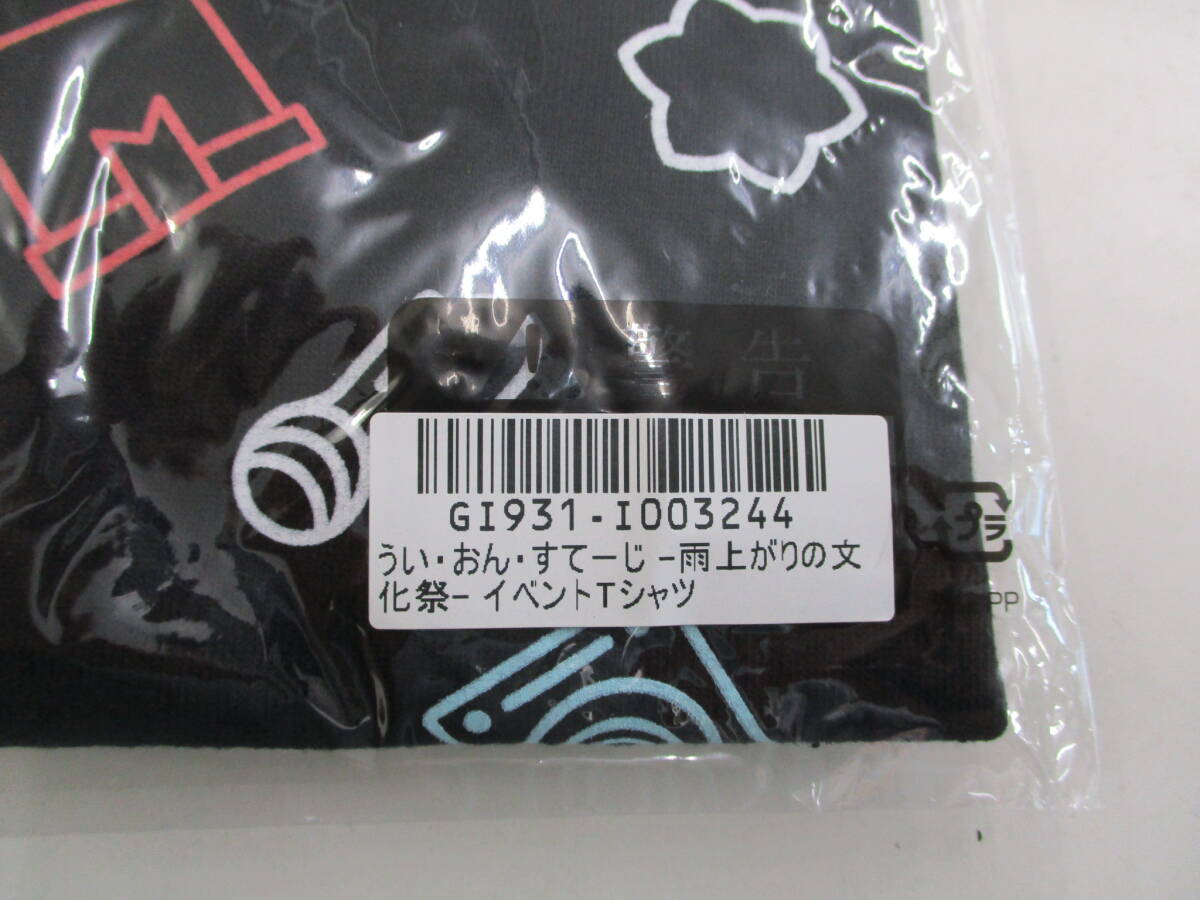 警告
GI931-I003244
うい・おん・すてーじ -雨上がりの文
化祭- イベントTシャツ
プラ
PP